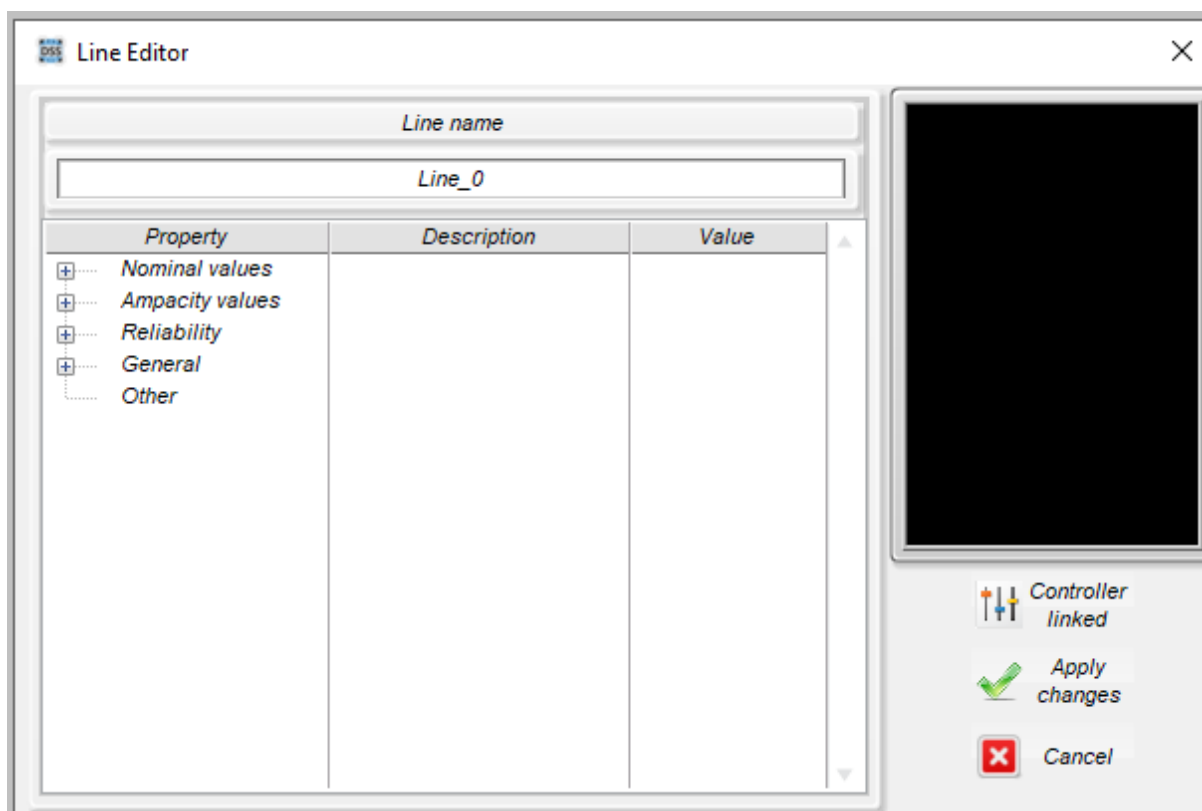 DSS Line Editor
Line name
Line_0
Property Description Value
Nominal values
Ampacity values
Reliability
General
Other
Controller
linked
Apply
changes
Cancel